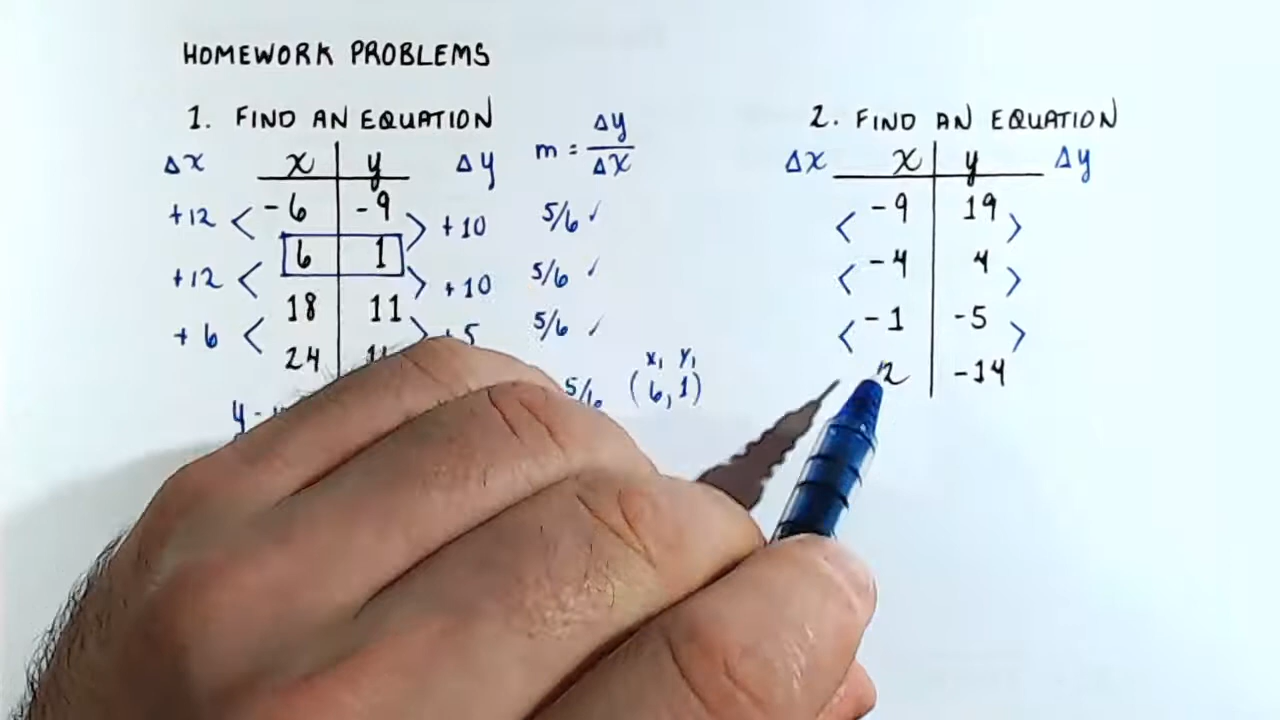 HOMEWORK PROBLEMS
1. FIND AN EQUATION
Δx x y Δy m = Δy/Δx
-6 -9
+12 < > +10 5/6 ✓
6 1
+12 < > +10 5/6 ✓
18 11
+6 < > +5 5/6 ✓
24
x₁ y₁
5/6 (6,1)
y -
2. FIND AN EQUATION
Δx x y Δy
-9 19
< >
-4 4
< >
-1 -5
< >
2 -14